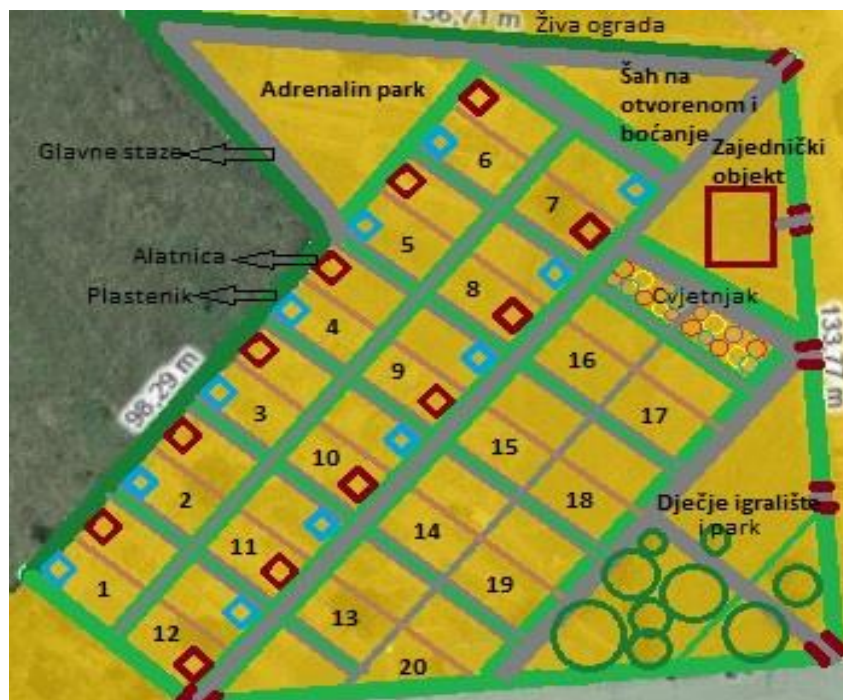 136,71 m
Živa ograda
Adrenalin park
Šah na
otvorenom i
boćanje
Zajednički
objekt
Glavne staze
Alatnica
Plastenik
Cvjetnjak
98,29 m
133,77 m
Dječje igralište
i park
6
7
5
8
4
9
16
3
17
10
15
2
18
11
14
1
19
12
13
20